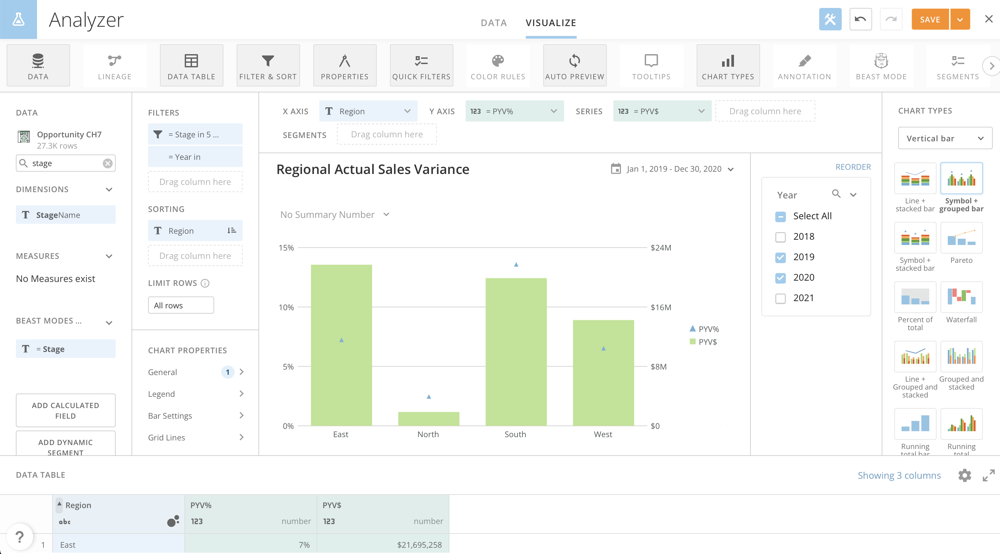 Analyzer
DATA
VISUALIZE
SAVE
DATA
LINEAGE
DATA TABLE
FILTER & SORT
PROPERTIES
QUICK FILTERS
COLOR RULES
AUTO PREVIEW
TOOLTIPS
CHART TYPES
ANNOTATION
BEAST MODE
SEGMENTS
DATA
Opportunity CH7
27.3K rows
stage
DIMENSIONS
T StageName
MEASURES
No Measures exist
BEAST MODES ...
T = Stage
ADD CALCULATED
FIELD
ADD DYNAMIC
SEGMENT
FILTERS
= Stage in 5 ...
= Year in
Drag column here
SORTING
T Region
Drag column here
LIMIT ROWS i
All rows
CHART PROPERTIES
General 1
Legend
Bar Settings
Grid Lines
X AXIS T Region
Y AXIS 123 = PYV%
SERIES 123 = PYV$
Drag column here
SEGMENTS Drag column here
Regional Actual Sales Variance
Jan 1, 2019 - Dec 30, 2020
No Summary Number
15% $24M
10% $16M
5% $8M
0% $0
East North South West
PYV%
PYV$
REORDER
Year
Select All
2018
2019
2020
2021
CHART TYPES
Vertical bar
Line +
stacked bar
Symbol +
grouped bar
Symbol +
stacked bar
Pareto
Percent of
total
Waterfall
Line +
Grouped and
stacked
Grouped and
stacked
Running
total bar
Running
total
DATA TABLE
Showing 3 columns
Region PYV% PYV$
abc 123 number 123 number
?
1 East 7% $21,695,258